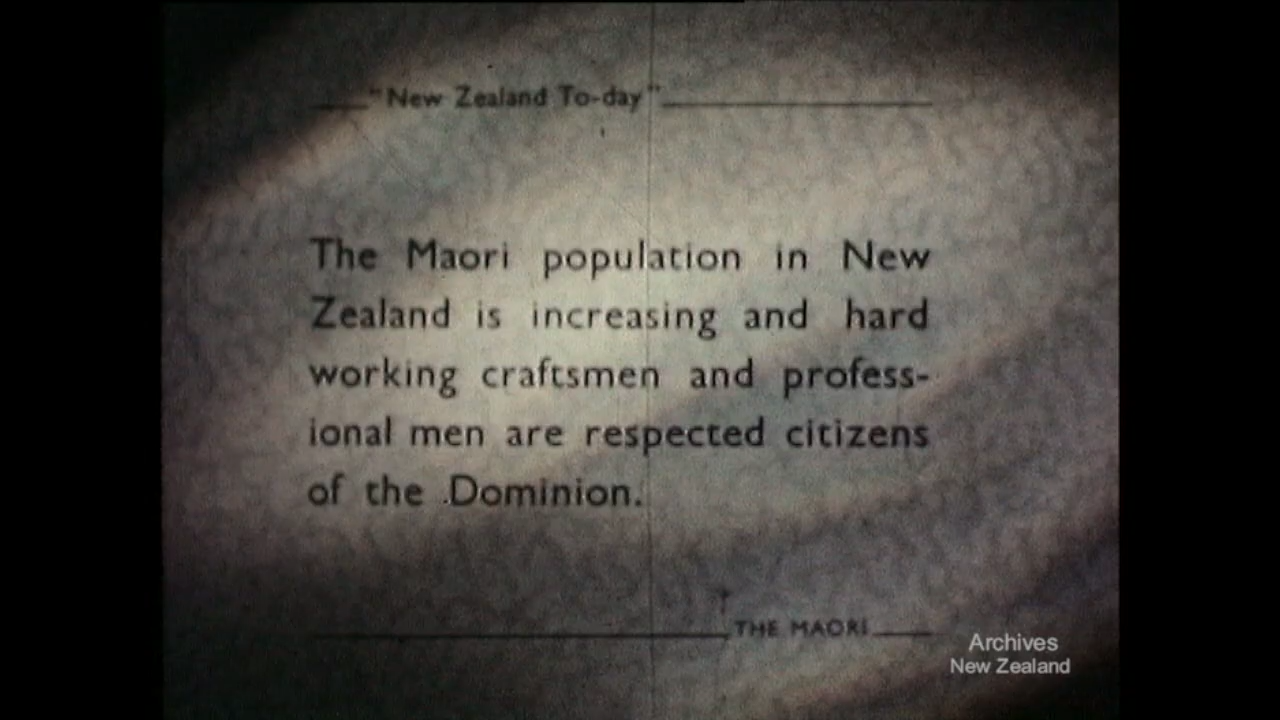 "New Zealand To-day"
The Maori population in New
Zealand is increasing and hard
working craftsmen and profess-
ional men are respected citizens
of the Dominion.
THE MAORI
Archives
New Zealand